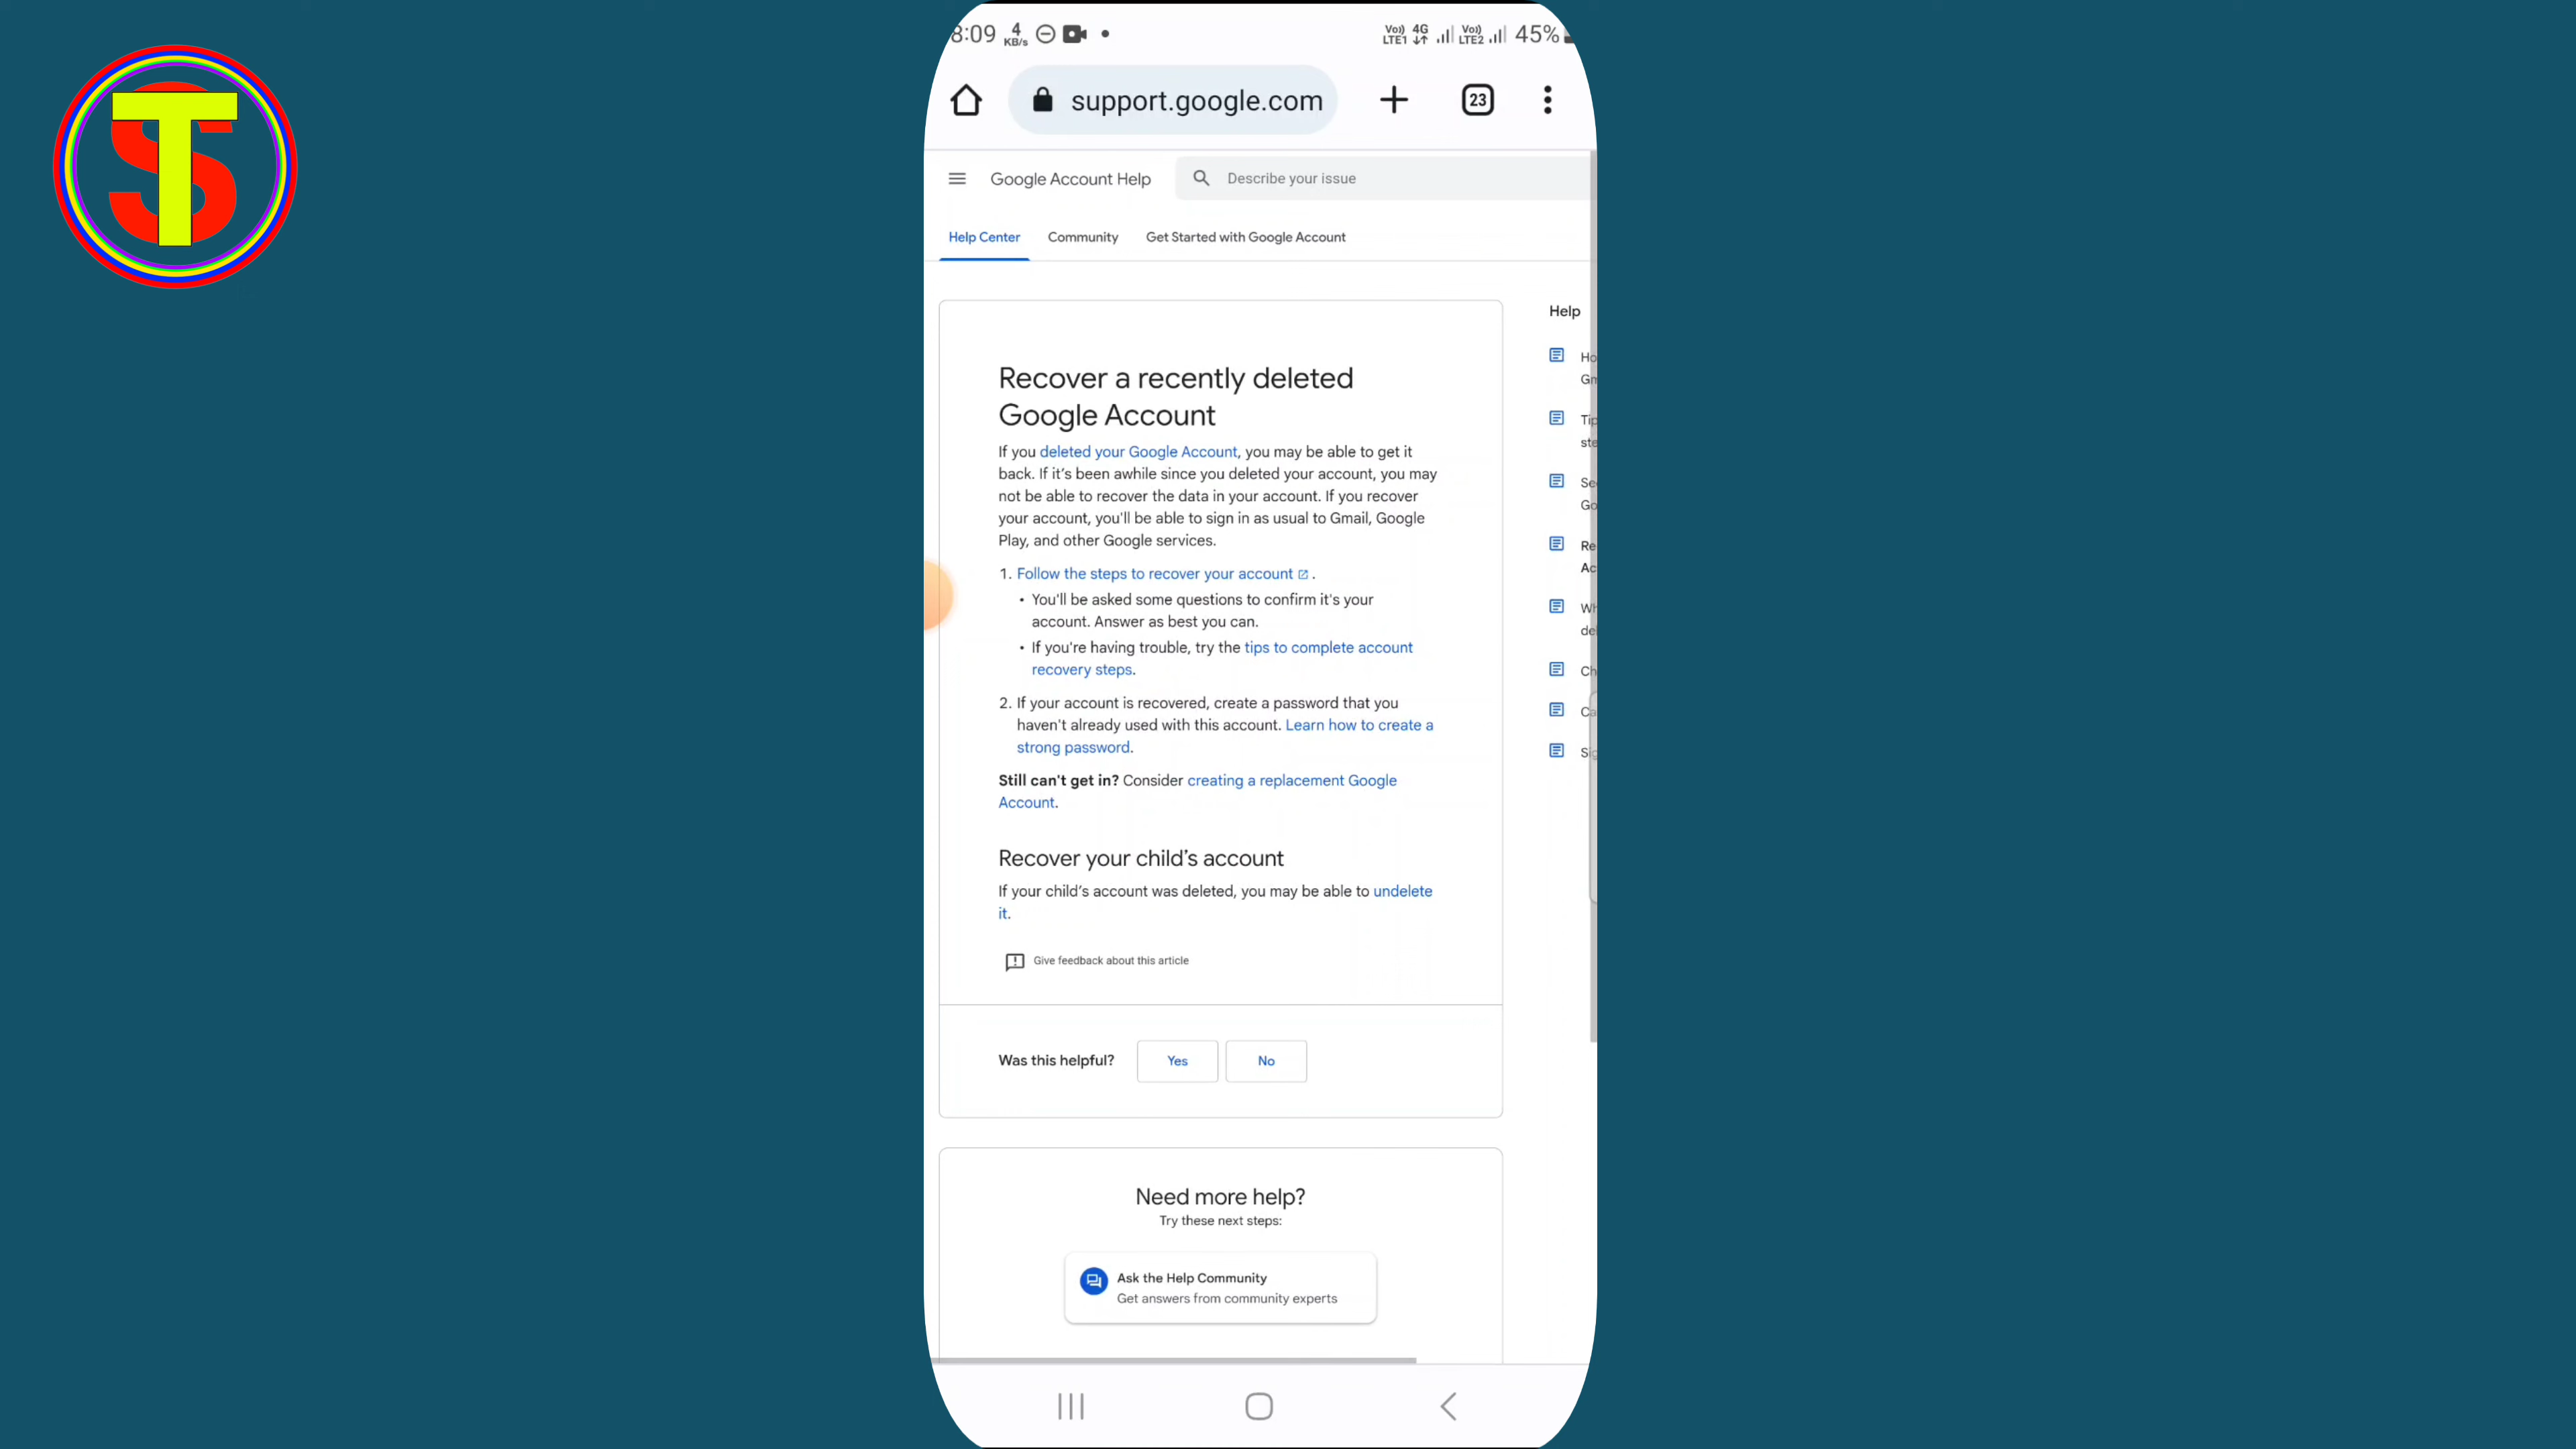 ST
8:09 4 KB/s Vo) LTE1 4G Vo) LTE2 45%
support.google.com 23
Google Account Help Describe your issue
Help Center Community Get Started with Google Account
Recover a recently deleted
Google Account
If you deleted your Google Account, you may be able to get it
back. If it's been awhile since you deleted your account, you may
not be able to recover the data in your account. If you recover
your account, you'll be able to sign in as usual to Gmail, Google
Play, and other Google services.
1. Follow the steps to recover your account .
• You'll be asked some questions to confirm it's your
account. Answer as best you can.
• If you're having trouble, try the tips to complete account
recovery steps.
2. If your account is recovered, create a password that you
haven't already used with this account. Learn how to create a
strong password.
Still can't get in? Consider creating a replacement Google
Account.
Recover your child's account
If your child's account was deleted, you may be able to undelete
it.
Give feedback about this article
Was this helpful? Yes No
Need more help?
Try these next steps:
Ask the Help Community
Get answers from community experts
Help